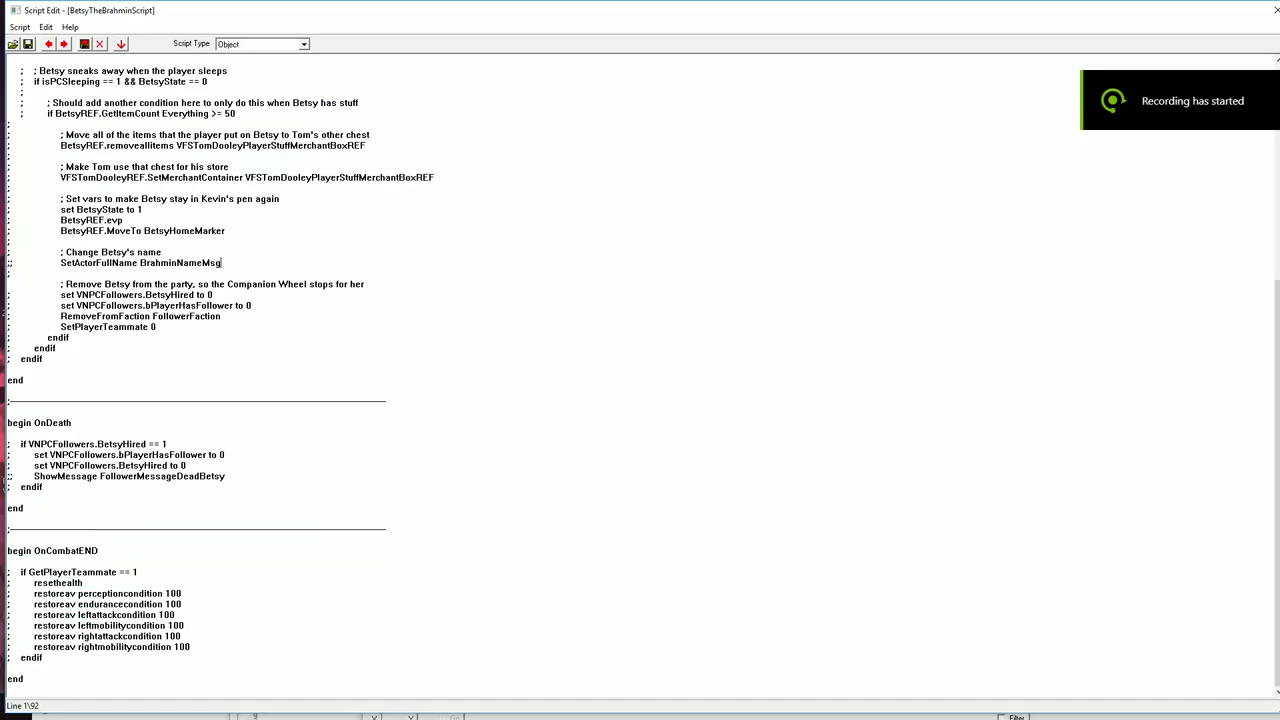 Script Edit - [BetsyTheBrahminScript]
Script Edit Help
Script Type Object
; ; Betsy sneaks away when the player sleeps
; if isPCSleeping == 1 && BetsyState == 0
;
; ; Should add another condition here to only do this when Betsy has stuff
; if BetsyREF.GetItemCount Everything >= 50
;
; ; Move all of the items that the player put on Betsy to Tom's other chest
; BetsyREF.removeallitems VFSTomDooleyPlayerStuffMerchantBoxREF
;
; ; Make Tom use that chest for his store
; VFSTomDooleyREF.SetMerchantContainer VFSTomDooleyPlayerStuffMerchantBoxREF
;
; ; Set vars to make Betsy stay in Kevin's pen again
; set BetsyState to 1
; BetsyREF.evp
; BetsyREF.MoveTo BetsyHomeMarker
;
; ; Change Betsy's name
;; SetActorFullName BrahminNameMsg
;
; ; Remove Betsy from the party, so the Companion Wheel stops for her
; set VNPCFollowers.BetsyHired to 0
; set VNPCFollowers.bPlayerHasFollower to 0
; RemoveFromFaction FollowerFaction
; SetPlayerTeammate 0
; endif
; endif
; endif
end
;
begin OnDeath
; if VNPCFollowers.BetsyHired == 1
; set VNPCFollowers.bPlayerHasFollower to 0
; set VNPCFollowers.BetsyHired to 0
;; ShowMessage FollowerMessageDeadBetsy
; endif
end
;
begin OnCombatEND
; if GetPlayerTeammate == 1
; resethealth
; restoreav perceptioncondition 100
; restoreav endurancecondition 100
; restoreav leftattackcondition 100
; restoreav leftmobilitycondition 100
; restoreav rightattackcondition 100
; restoreav rightmobilitycondition 100
; endif
end
Line 1\92
Recording has started